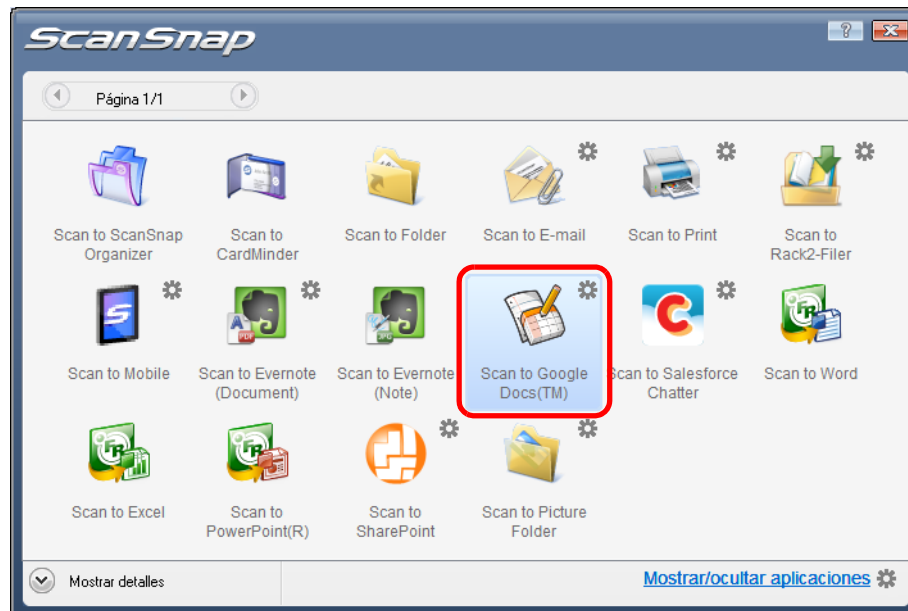 ScanSnap
Página 1/1
Scan to ScanSnap
Organizer
Scan to
CardMinder
Scan to Folder
Scan to E-mail
Scan to Print
Scan to
Rack2-Filer
Scan to Mobile
Scan to Evernote
(Document)
Scan to Evernote
(Note)
Scan to Google
Docs(TM)
Scan to Salesforce
Chatter
Scan to Word
Scan to Excel
Scan to
PowerPoint(R)
Scan to
SharePoint
Scan to Picture
Folder
Mostrar detalles
Mostrar/ocultar aplicaciones